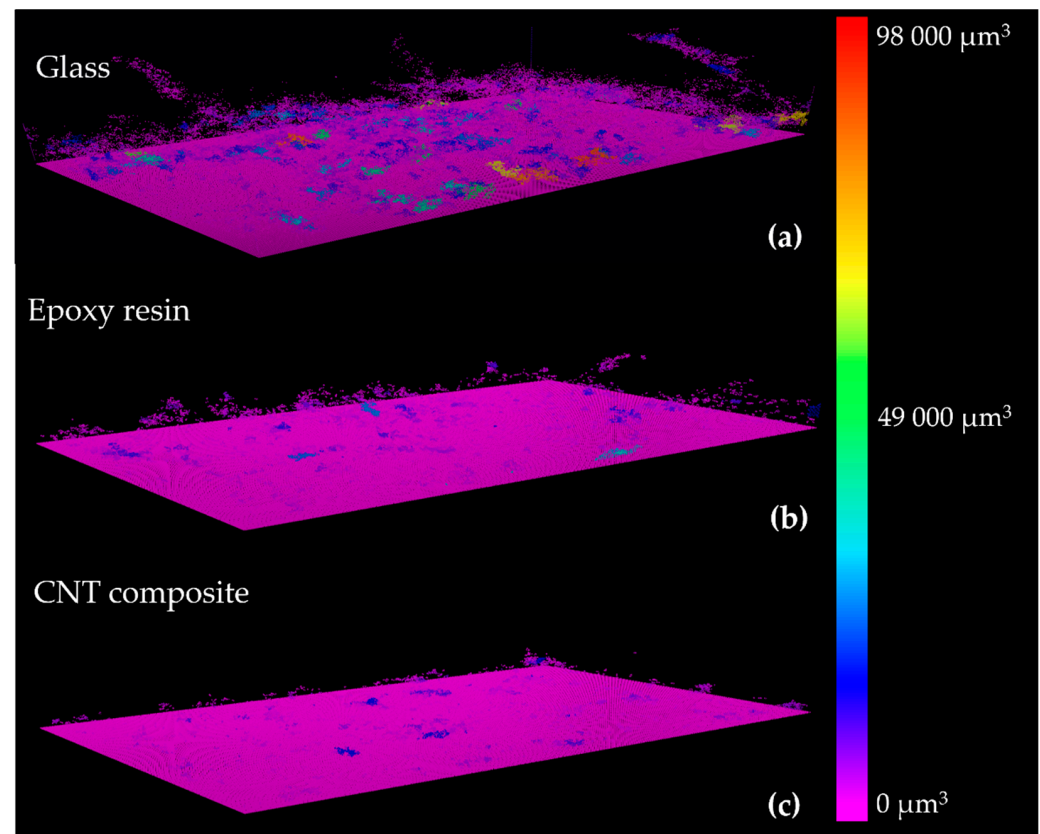 Glass
98 000 µm³
(a)
Epoxy resin
49 000 µm³
(b)
CNT composite
0 µm³
(c)